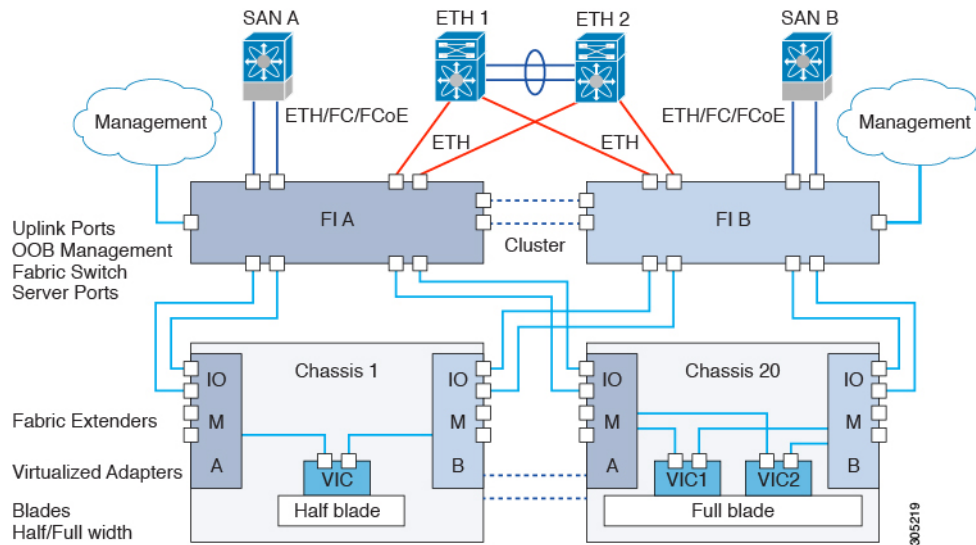 SAN A
ETH 1
ETH 2
SAN B
Management
ETH/FC/FCoE
ETH
ETH
ETH/FC/FCoE
Management
FI A
FI B
Cluster
Uplink Ports
OOB Management
Fabric Switch
Server Ports
Chassis 1
IO
M
A
IO
M
B
Chassis 20
IO
M
A
IO
M
B
Fabric Extenders
Virtualized Adapters
VIC
VIC1
VIC2
Blades
Half/Full width
Half blade
Full blade
305219